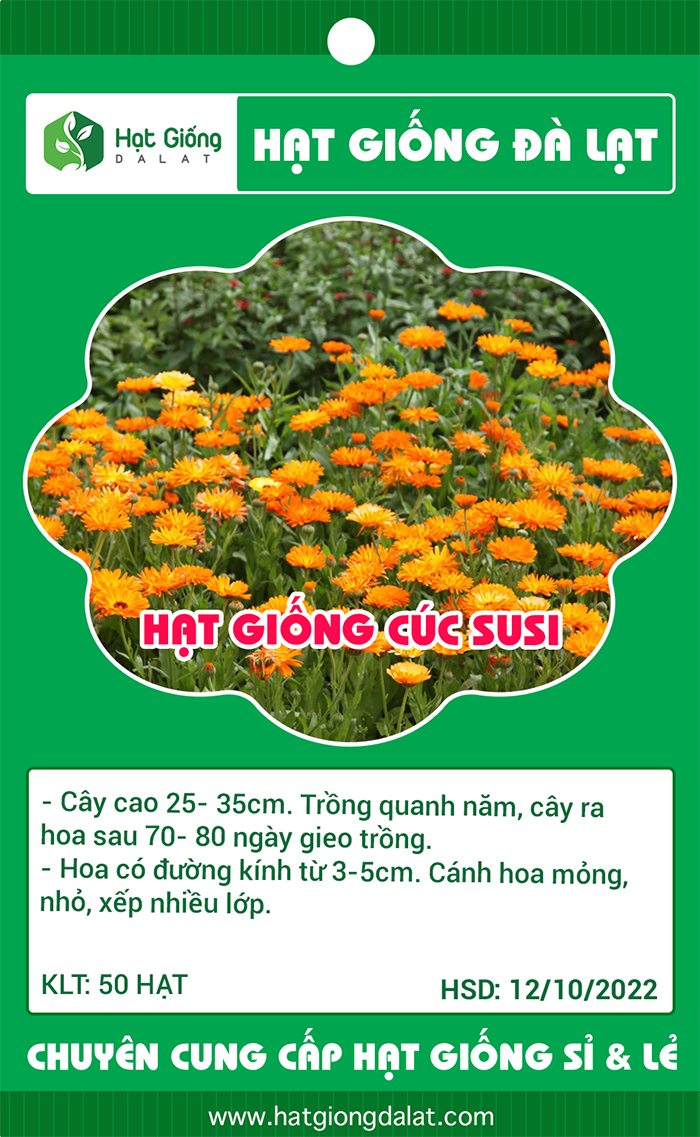 Hạt Giống
DALAT
HẠT GIỐNG ĐÀ LẠT
HẠT GIỐNG CÚC SUSI
- Cây cao 25- 35cm. Trồng quanh năm, cây ra
hoa sau 70- 80 ngày gieo trồng.
- Hoa có đường kính từ 3-5cm. Cánh hoa mỏng,
nhỏ, xếp nhiều lớp.
KLT: 50 HẠT
HSD: 12/10/2022
CHUYÊN CUNG CẤP HẠT GIỐNG SỈ & LẺ
www.hatgiongdalat.com